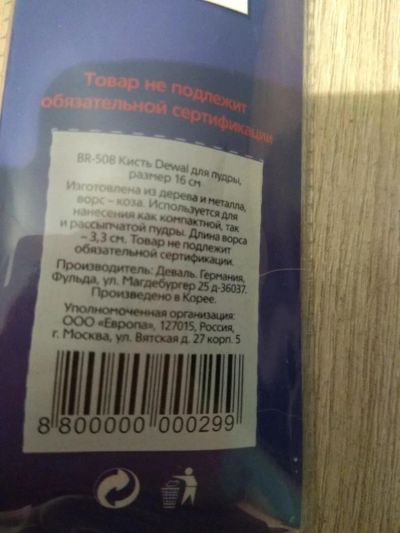 Товар не подлежит
обязательной сертификации
BR-508 Кисть Dewal для пудры,
размер 16 см
Изготовлена из дерева и металла,
ворс – коза. Используется для
нанесения как компактной, так
и рассыпчатой пудры. Длина ворса
– 3,3 см. Товар не подлежит
обязательной сертификации.
Производитель: Деваль. Германия,
Фульда, ул. Магдебургер 25 д-36037.
Произведено в Корее.
Уполномоченная организация:
ООО «Европа», 127015, Россия,
г. Москва, ул. Вятская д. 27 корп. 5
8 800000 000299